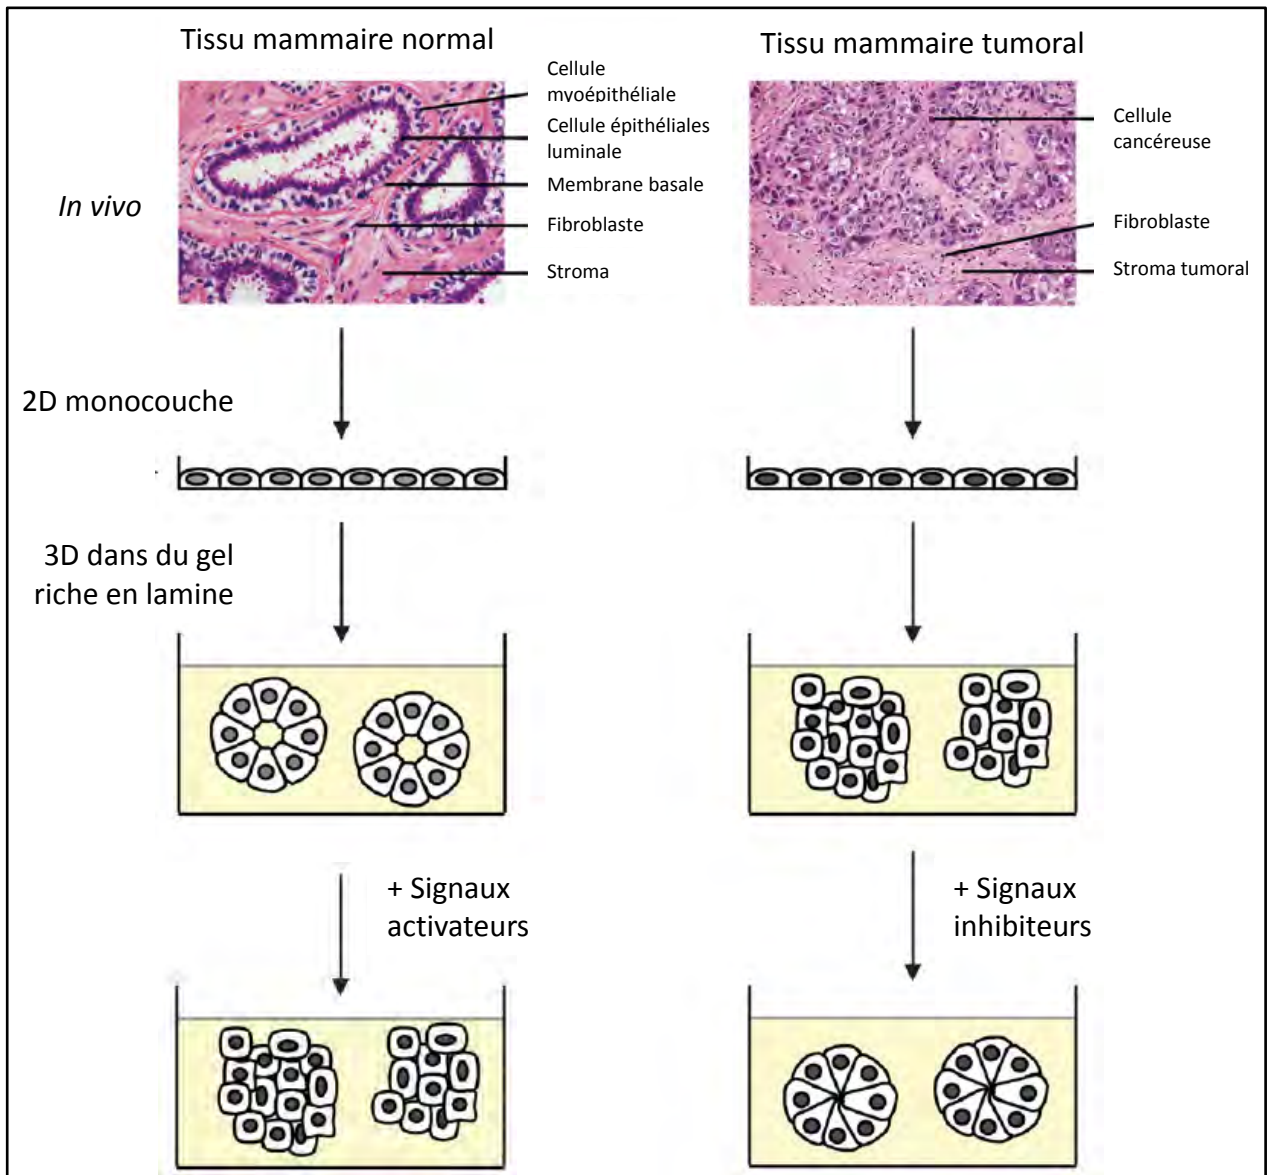 Tissu mammaire normal
Tissu mammaire tumoral
In vivo
Cellule
myoépithéliale
Cellule épithéliales
luminale
Membrane basale
Fibroblaste
Stroma
Cellule
cancéreuse
Fibroblaste
Stroma tumoral
2D monocouche
3D dans du gel
riche en lamine
+ Signaux
activateurs
+ Signaux
inhibiteurs